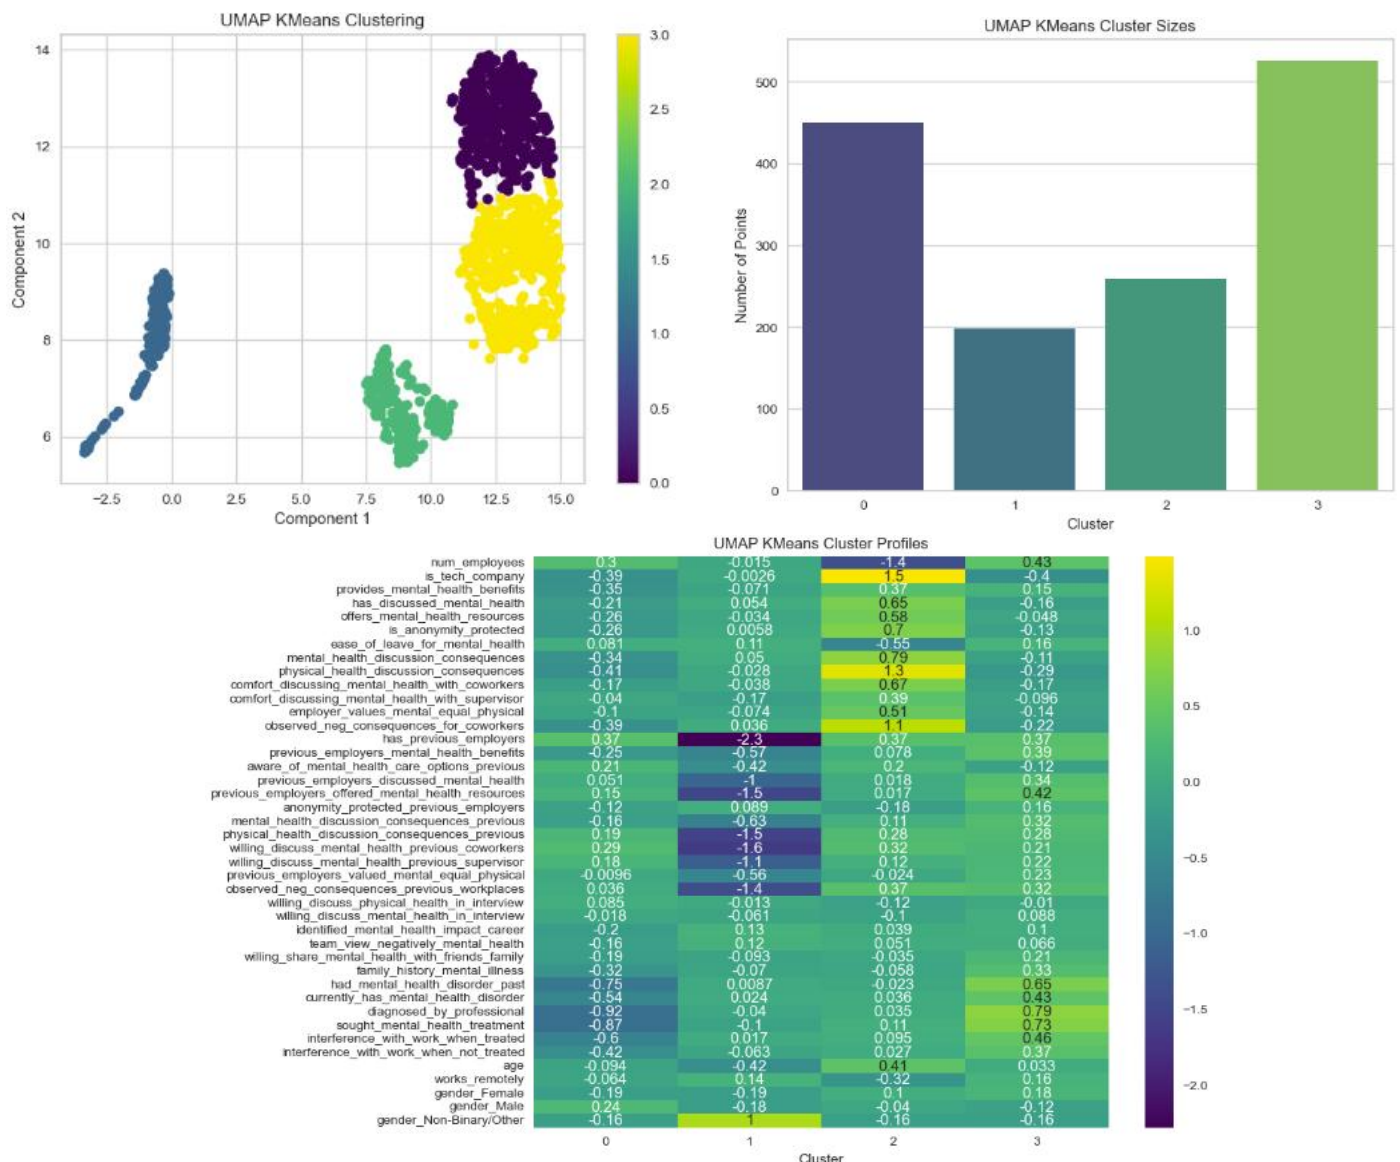 UMAP KMeans Clustering
14
12
10
8
6
Component 2
−2.5 0.0 2.5 5.0 7.5 10.0 12.5 15.0
Component 1
3.0
2.5
2.0
1.5
1.0
0.5
0.0
UMAP KMeans Cluster Sizes
500
400
300
200
100
0
Number of Points
0 1 2 3
Cluster
UMAP KMeans Cluster Profiles
num_employees 0.3 -0.015 -1.4 0.43
is_tech_company -0.39 -0.0026 1.5 -0.4
provides_mental_health_benefits -0.35 -0.071 0.37 0.15
has_discussed_mental_health -0.21 0.054 0.65 -0.16
offers_mental_health_resources -0.26 -0.034 0.58 -0.048
is_anonymity_protected -0.26 0.0058 0.7 -0.13
ease_of_leave_for_mental_health 0.081 0.11 -0.55 0.16
mental_health_discussion_consequences -0.34 0.05 0.79 -0.11
physical_health_discussion_consequences -0.41 -0.028 1.3 -0.29
comfort_discussing_mental_health_with_coworkers -0.17 -0.038 0.67 -0.17
comfort_discussing_mental_health_with_supervisor -0.04 -0.17 0.39 -0.096
employer_values_mental_equal_physical -0.1 -0.074 0.51 -0.14
observed_neg_consequences_for_coworkers -0.39 0.036 1.1 -0.22
has_previous_employers 0.37 -2.3 0.37 0.37
previous_employers_mental_health_benefits -0.25 -0.57 0.078 0.39
aware_of_mental_health_care_options_previous 0.21 -0.42 0.2 -0.12
previous_employers_discussed_mental_health 0.051 -1 0.018 0.34
previous_employers_offered_mental_health_resources 0.15 -1.5 0.017 0.42
anonymity_protected_previous_employers -0.12 0.089 -0.18 0.16
mental_health_discussion_consequences_previous -0.16 -0.63 0.11 0.32
physical_health_discussion_consequences_previous 0.19 -1.5 0.28 0.28
willing_discuss_mental_health_previous_coworkers 0.29 -1.6 0.32 0.21
willing_discuss_mental_health_previous_supervisor 0.18 -1.1 0.12 0.22
previous_employers_valued_mental_equal_physical -0.0096 -0.56 -0.024 0.23
observed_neg_consequences_previous_workplaces 0.036 -1.4 0.37 0.32
willing_discuss_physical_health_in_interview 0.085 -0.013 -0.12 -0.01
willing_discuss_mental_health_in_interview -0.018 -0.061 -0.1 0.088
identified_mental_health_impact_career -0.2 0.13 0.039 0.1
team_view_negatively_mental_health -0.16 0.12 0.051 0.066
willing_share_mental_health_with_friends_family -0.19 -0.093 -0.035 0.21
family_history_mental_illness -0.32 -0.07 -0.058 0.33
had_mental_health_disorder_past -0.75 0.0087 -0.023 0.65
currently_has_mental_health_disorder -0.54 0.024 0.036 0.43
diagnosed_by_professional -0.92 -0.04 0.035 0.79
sought_mental_health_treatment -0.87 -0.1 0.11 0.73
interference_with_work_when_treated -0.6 0.017 0.095 0.46
interference_with_work_when_not_treated -0.42 -0.063 0.027 0.37
age -0.094 -0.42 0.41 0.033
works_remotely -0.064 0.14 -0.32 0.16
gender_Female -0.19 -0.19 0.1 0.18
gender_Male 0.24 -0.18 -0.04 -0.12
gender_Non-Binary/Other -0.16 1 -0.16 -0.16
0 1 2 3
Cluster
1.0
0.5
0.0
−0.5
−1.0
−1.5
−2.0